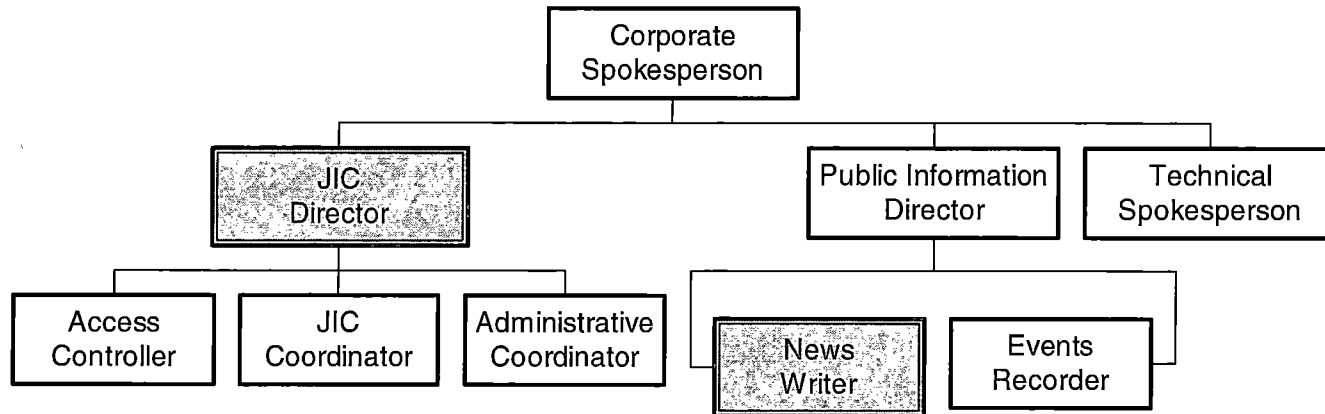 Corporate
Spokesperson
JIC
Director
Public Information
Director
Technical
Spokesperson
Access
Controller
JIC
Coordinator
Administrative
Coordinator
News
Writer
Events
Recorder